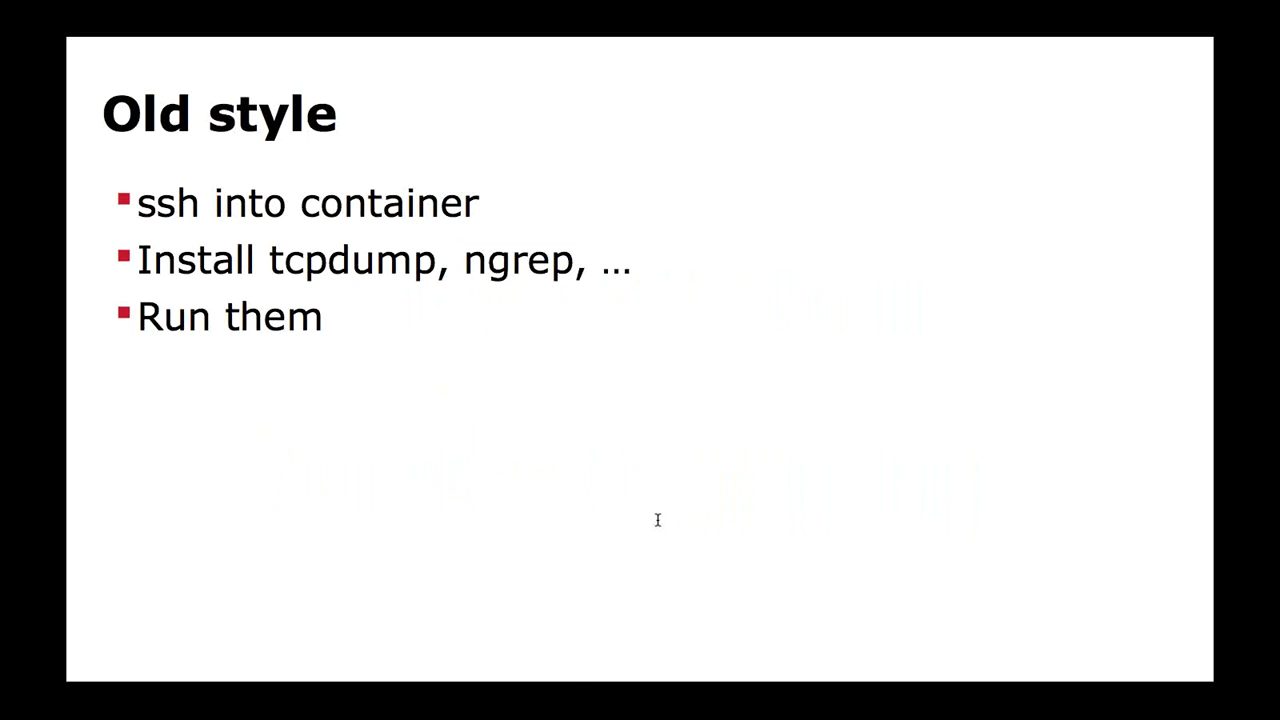 Old style
▪ssh into container
▪Install tcpdump, ngrep, …
▪Run them